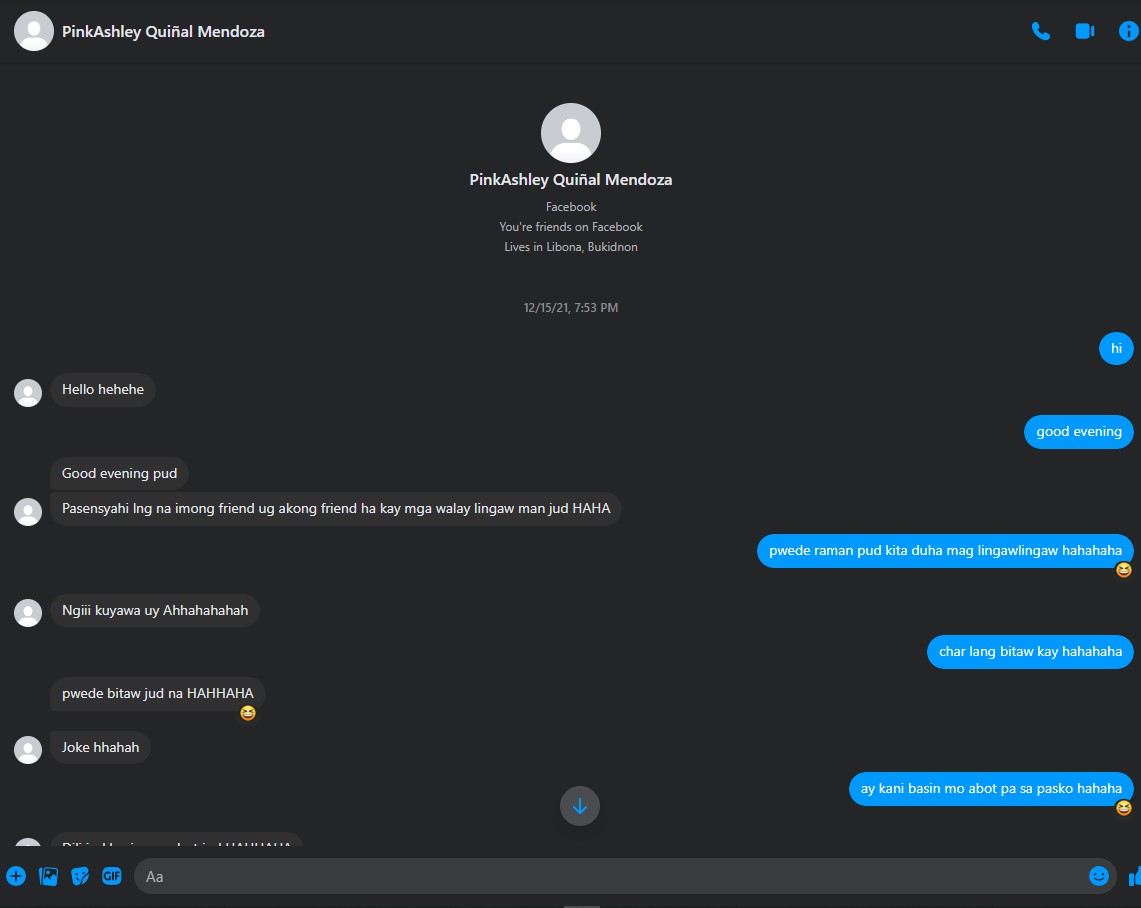 PinkAshley Quiñal Mendoza
PinkAshley Quiñal Mendoza
Facebook
You're friends on Facebook
Lives in Libona, Bukidnon
12/15/21, 7:53 PM
hi
Hello hehehe
good evening
Good evening pud
Pasensyahi lng na imong friend ug akong friend ha kay mga walay lingaw man jud HAHA
pwede raman pud kita duha mag lingawlingaw hahahaha
Ngiii kuyawa uy Ahhahahahah
char lang bitaw kay hahahaha
pwede bitaw jud na HAHHAHA
Joke hhahah
ay kani basin mo abot pa sa pasko hahaha
GIF
Aa